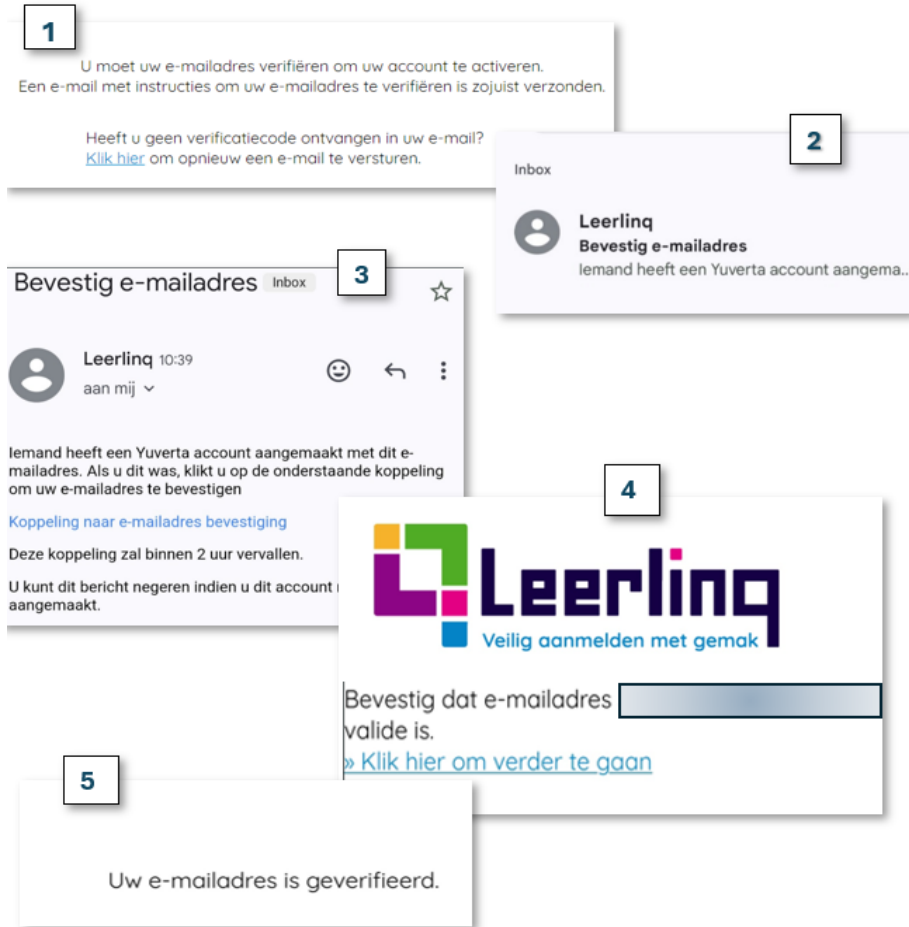 1
U moet uw e-mailadres verifiëren om uw account te activeren.
Een e-mail met instructies om uw e-mailadres te verifiëren is zojuist verzonden.
Heeft u geen verificatiecode ontvangen in uw e-mail?
Klik hier om opnieuw een e-mail te versturen.
2
Inbox
Leerlinq
Bevestig e-mailadres
Iemand heeft een Yuverta account aangema..
3
Bevestig e-mailadres Inbox
Leerlinq 10:39
aan mij
Iemand heeft een Yuverta account aangemaakt met dit e-
mailadres. Als u dit was, klikt u op de onderstaande koppeling
om uw e-mailadres te bevestigen
Koppeling naar e-mailadres bevestiging
Deze koppeling zal binnen 2 uur vervallen.
U kunt dit bericht negeren indien u dit account
aangemaakt.
4
Leerlinq
Veilig aanmelden met gemak
Bevestig dat e-mailadres
valide is.
» Klik hier om verder te gaan
5
Uw e-mailadres is geverifieerd.